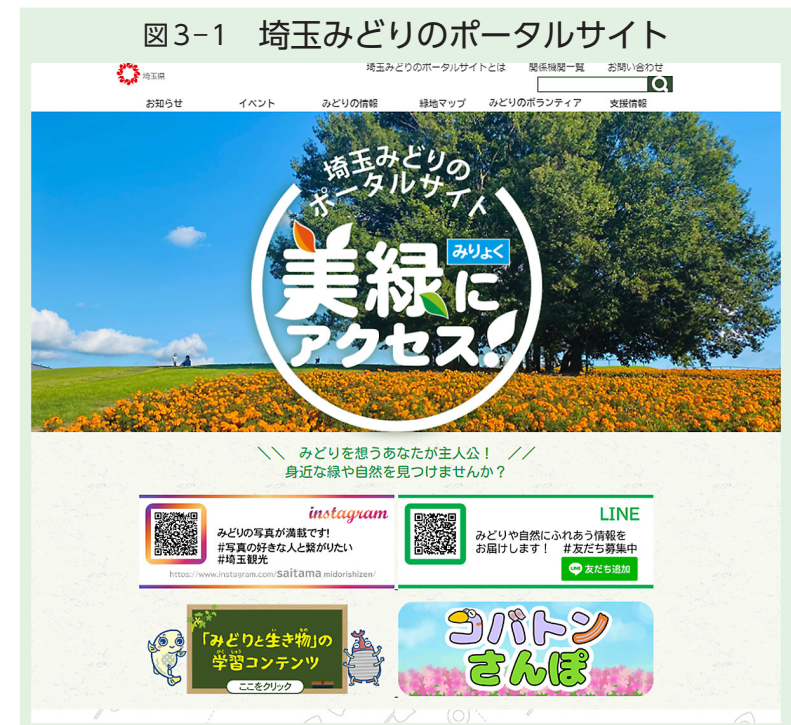 図3-1 埼玉みどりのポータルサイト
埼玉県
埼玉みどりのポータルサイトとは 関係機関一覧 お問い合わせ
お知らせ イベント みどりの情報 緑地マップ みどりのボランティア 支援情報
埼玉みどりの
ポータルサイト
美緑に
みりょく
アクセス!
\\ みどりを想うあなたが主人公! //
身近な緑や自然を見つけませんか?
instagram
みどりの写真が満載です!
#写真の好きな人と繋がりたい
#埼玉観光
https://www.instagram.com/saitama midorishizen/
LINE
みどりや自然にふれあう情報を
お届けします! #友だち募集中
LINE 友だち追加
「みどりと生き物」の
がくしゅう
学習コンテンツ
ここをクリック
コバトン
さんぽ